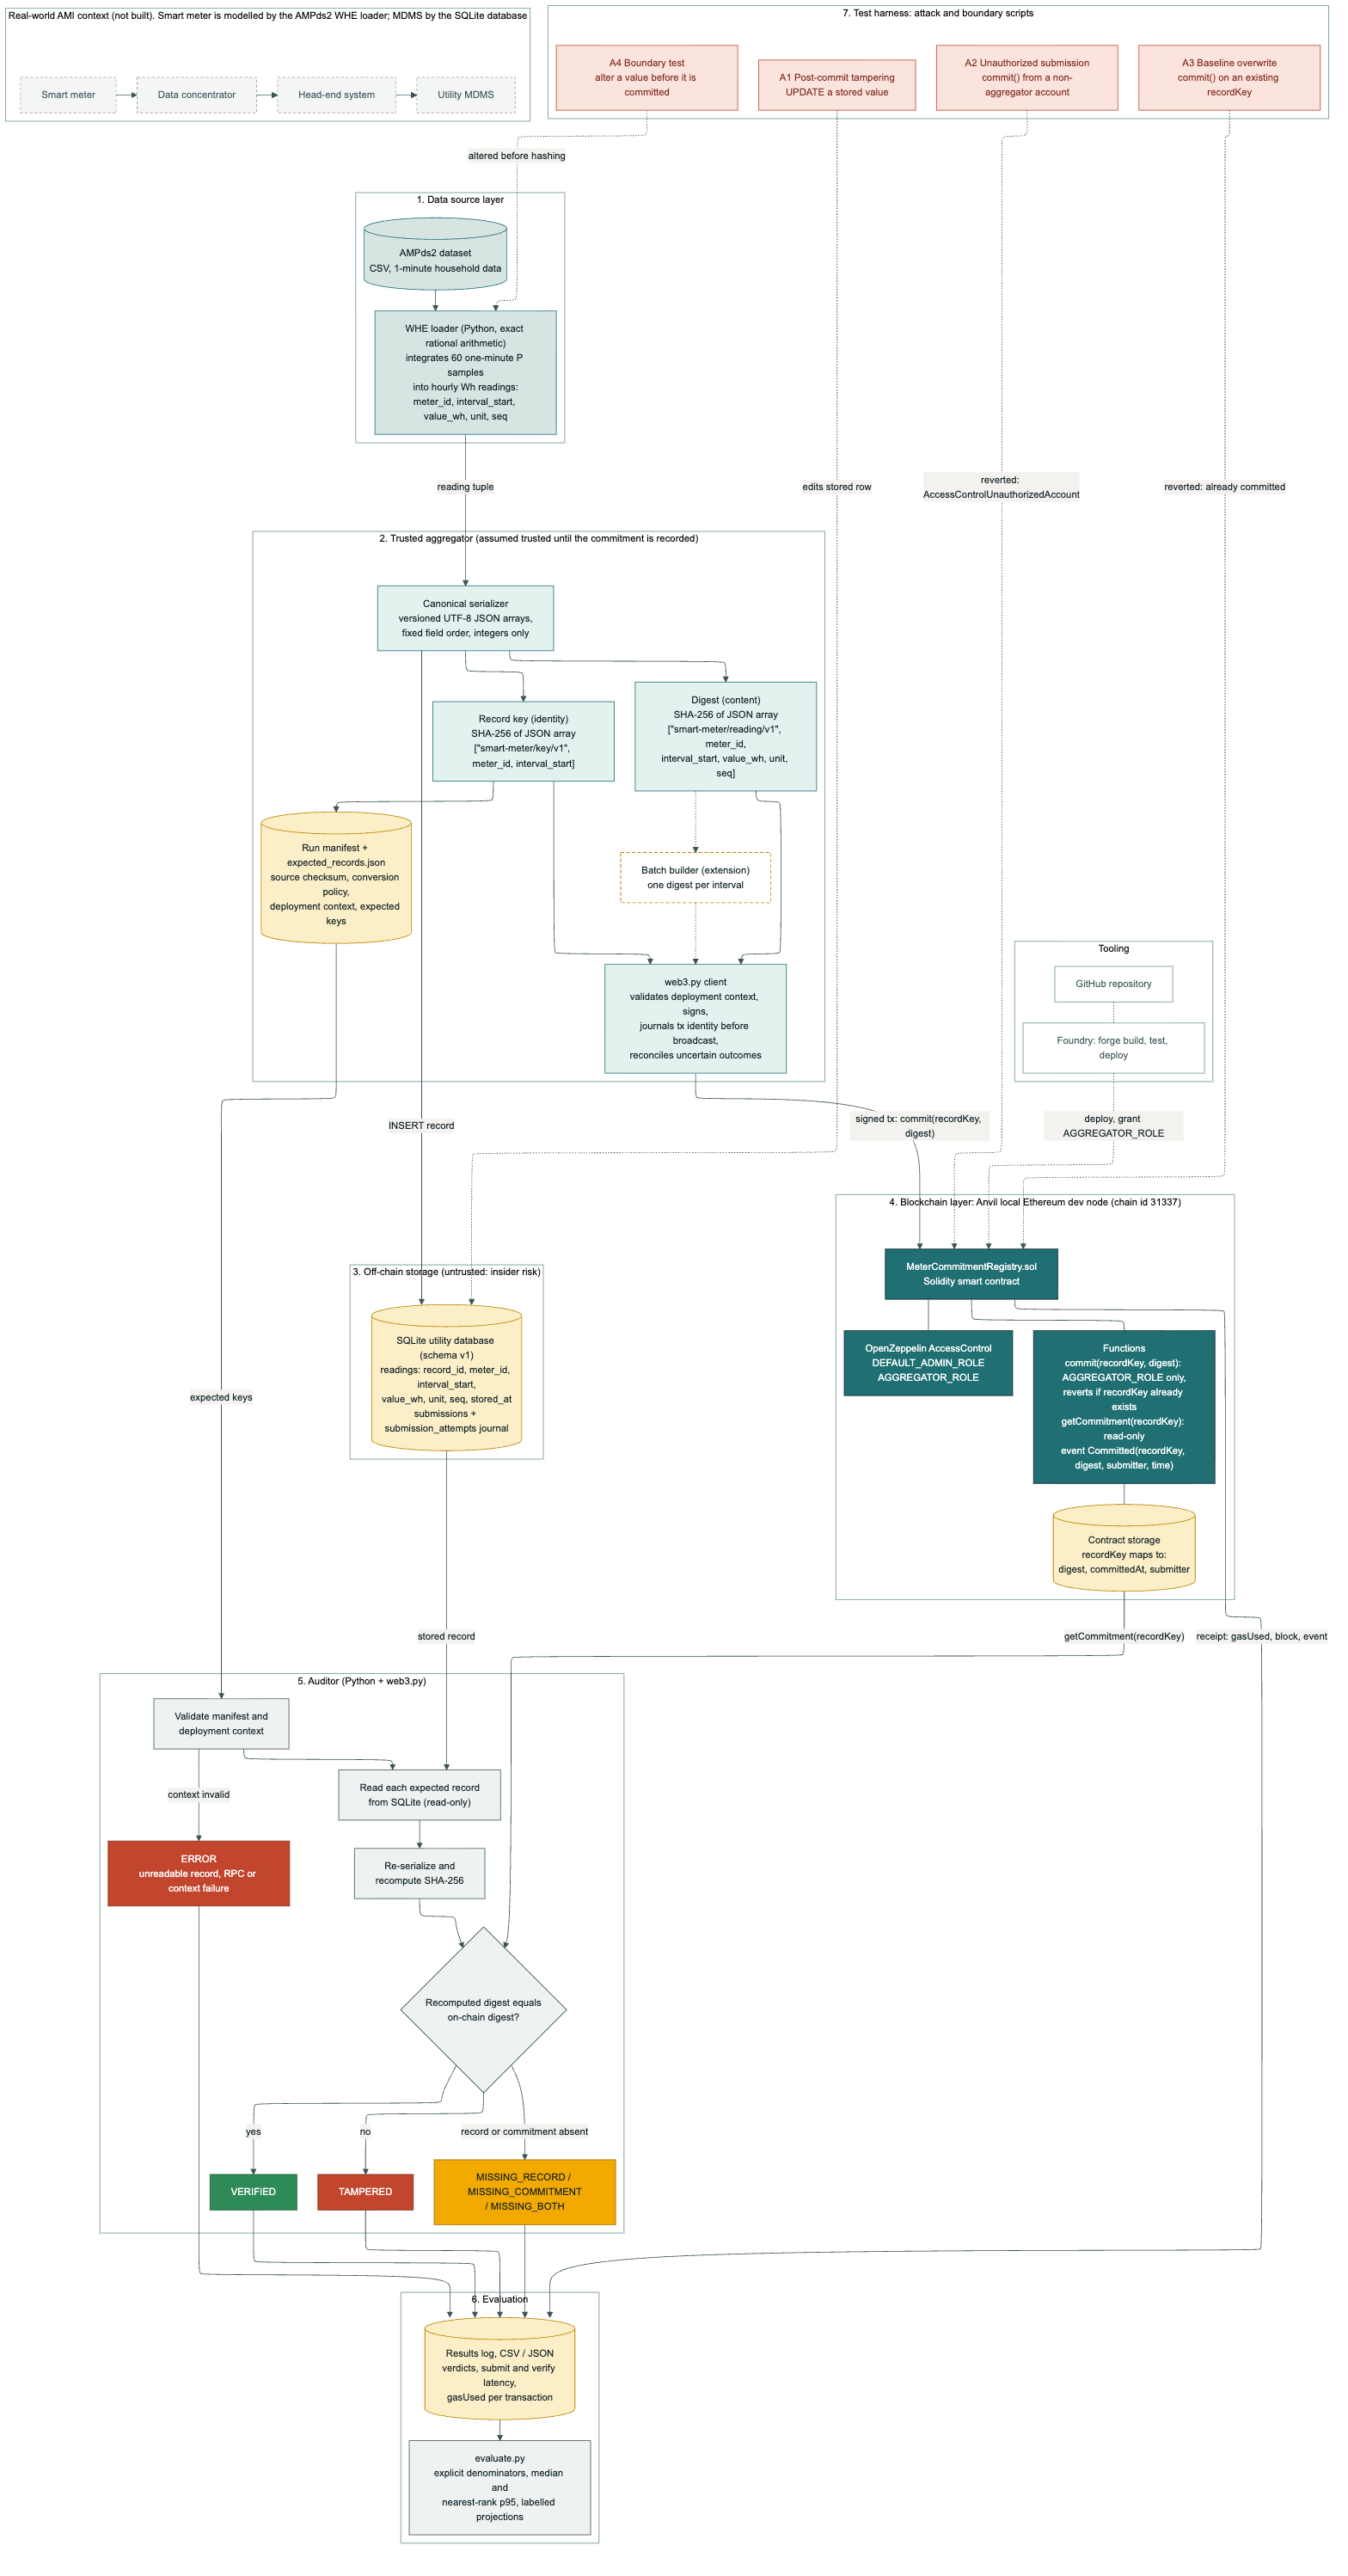 Real-world AMI context (not built). Smart meter is modelled by the AMPds2 WHE loader; MDMS by the SQLite database
Smart meter
Data concentrator
Head-end system
Utility MDMS
7. Test harness: attack and boundary scripts
A4 Boundary test
alter a value before it is
committed
A1 Post-commit tampering
UPDATE a stored value
A2 Unauthorized submission
commit() from a non-
aggregator account
A3 Baseline overwrite
commit() on an existing
recordKey
altered before hashing
1. Data source layer
AMPds2 dataset
CSV, 1-minute household data
WHE loader (Python, exact
rational arithmetic)
integrates 60 one-minute P
samples
into hourly Wh readings:
meter_id, interval_start,
value_wh, unit, seq
reading tuple
edits stored row
reverted:
AccessControlUnauthorizedAccount
reverted: already committed
2. Trusted aggregator (assumed trusted until the commitment is recorded)
Canonical serializer
versioned UTF-8 JSON arrays,
fixed field order, integers only
Record key (identity)
SHA-256 of JSON array
["smart-meter/key/v1",
meter_id, interval_start]
Digest (content)
SHA-256 of JSON array
["smart-meter/reading/v1",
meter_id,
interval_start, value_wh, unit,
seq]
Run manifest +
expected_records.json
source checksum, conversion
policy,
deployment context, expected
keys
Batch builder (extension)
one digest per interval
web3.py client
validates deployment context,
signs,
journals tx identity before
broadcast,
reconciles uncertain outcomes
Tooling
GitHub repository
Foundry: forge build, test,
deploy
INSERT record
signed tx: commit(recordKey,
digest)
deploy, grant
AGGREGATOR_ROLE
4. Blockchain layer: Anvil local Ethereum dev node (chain id 31337)
MeterCommitmentRegistry.sol
Solidity smart contract
OpenZeppelin AccessControl
DEFAULT_ADMIN_ROLE
AGGREGATOR_ROLE
Functions
commit(recordKey, digest):
AGGREGATOR_ROLE only,
reverts if recordKey already
exists
getCommitment(recordKey):
read-only
event Committed(recordKey,
digest, submitter, time)
Contract storage
recordKey maps to:
digest, committedAt, submitter
3. Off-chain storage (untrusted: insider risk)
SQLite utility database
(schema v1)
readings: record_id, meter_id,
interval_start,
value_wh, unit, seq, stored_at
submissions +
submission_attempts journal
expected keys
stored record
getCommitment(recordKey)
receipt: gasUsed, block, event
5. Auditor (Python + web3.py)
Validate manifest and
deployment context
context invalid
Read each expected record
from SQLite (read-only)
ERROR
unreadable record, RPC or
context failure
Re-serialize and
recompute SHA-256
Recomputed digest equals
on-chain digest?
yes
no
record or commitment absent
VERIFIED
TAMPERED
MISSING_RECORD /
MISSING_COMMITMENT
/ MISSING_BOTH
6. Evaluation
Results log, CSV / JSON
verdicts, submit and verify
latency,
gasUsed per transaction
evaluate.py
explicit denominators, median
and
nearest-rank p95, labelled
projections